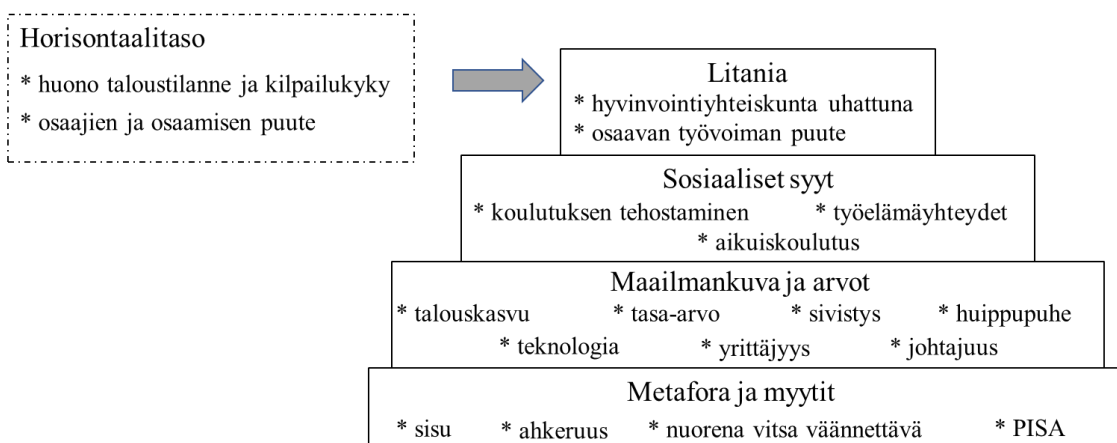 Horisontaalitaso
* huono taloustilanne ja kilpailukyky
* osaajien ja osaamisen puute
Litania
* hyvinvointiyhteiskunta uhattuna
* osaavan työvoiman puute
Sosiaaliset syyt
* koulutuksen tehostaminen * työelämäyhteydet
* aikuiskoulutus
Maailmankuva ja arvot
* talouskasvu * tasa-arvo * sivistys * huippupuhe
* teknologia * yrittäjyys * johtajuus
Metafora ja myytit
* sisu * ahkeruus * nuorena vitsa väännettävä * PISA